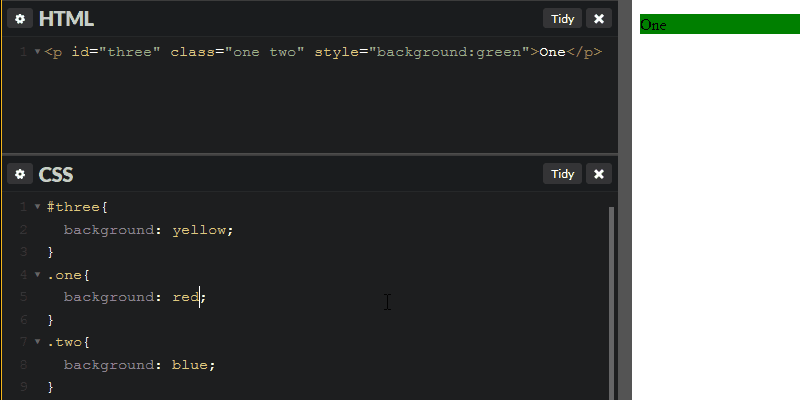 HTML
Tidy
1 <p id="three" class="one two" style="background:green">One</p>
One
CSS
Tidy
1 #three{
2 background: yellow;
3 }
4 .one{
5 background: red;
6 }
7 .two{
8 background: blue;
9 }